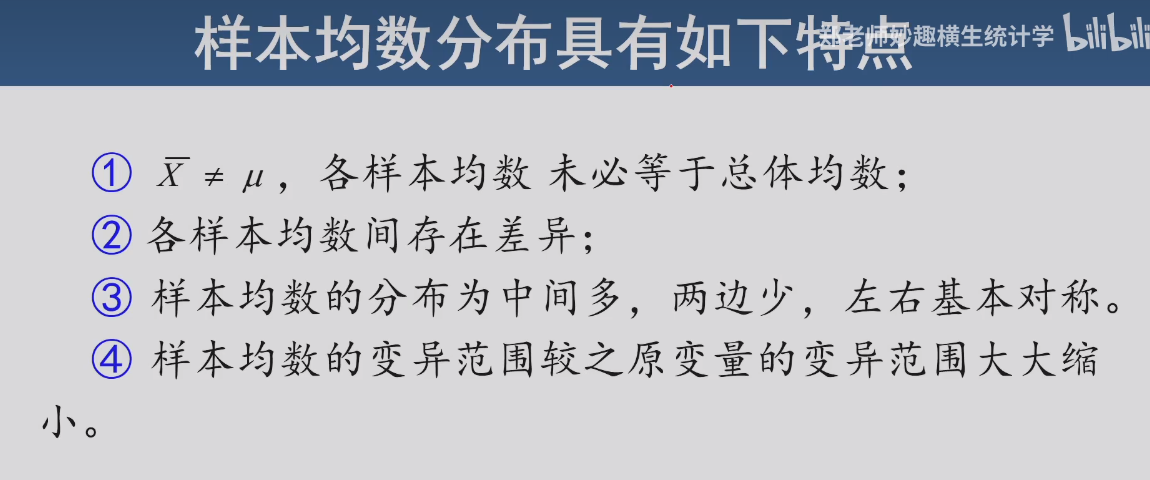 样本均数分布具有如下特点
老师妙趣横生统计学
bilibili
① X̄ ≠ μ，各样本均数 未必等于总体均数；
② 各样本均数间存在差异；
③ 样本均数的分布为中间多，两边少，左右基本对称。
④ 样本均数的变异范围较之原变量的变异范围大大缩
小。